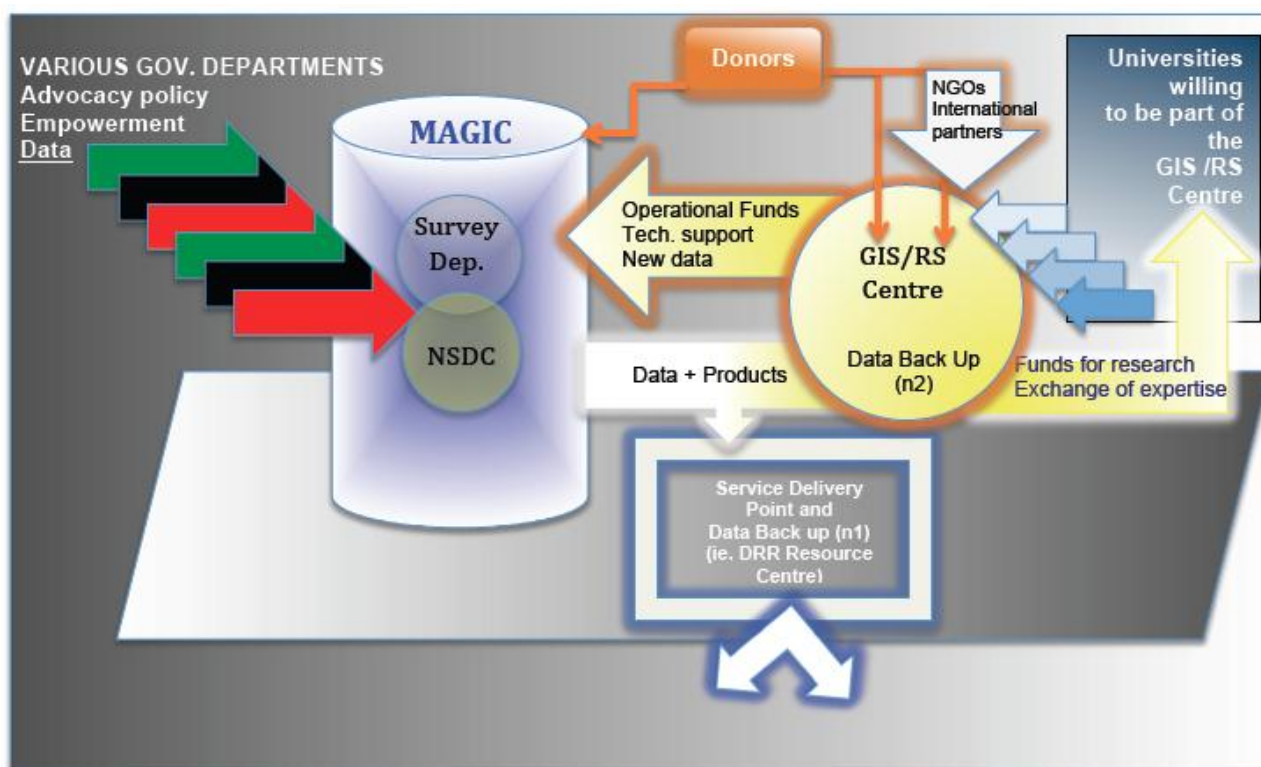 VARIOUS GOV. DEPARTMENTS
Advocacy policy
Empowerment
Data
MAGIC
Survey
Dep.
NSDC
Donors
NGOs
International
partners
Universities
willing
to be part of
the
GIS /RS
Centre
Operational Funds
Tech. support
New data
GIS/RS
Centre
Data Back Up
(n2)
Data + Products
Funds for research
Exchange of expertise
Service Delivery
Point and
Data Back up (n1)
(ie. DRR Resource
Centre)